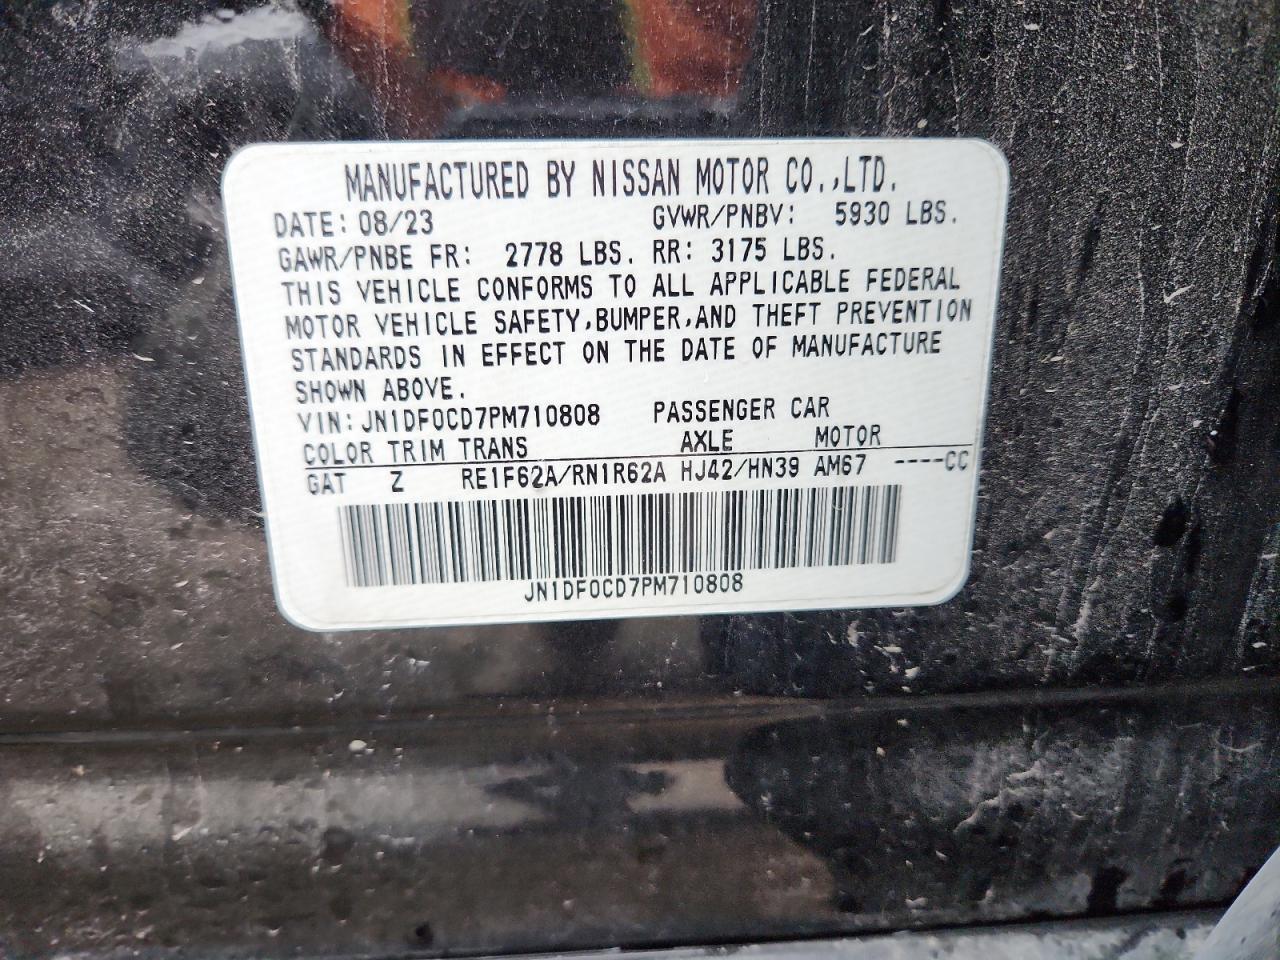 MANUFACTURED BY NISSAN MOTOR CO.,LTD.
DATE: 08/23 GVWR/PNBV: 5930 LBS.
GAWR/PNBE FR: 2778 LBS. RR: 3175 LBS.
THIS VEHICLE CONFORMS TO ALL APPLICABLE FEDERAL
MOTOR VEHICLE SAFETY,BUMPER,AND THEFT PREVENTION
STANDARDS IN EFFECT ON THE DATE OF MANUFACTURE
SHOWN ABOVE.
VIN: JN1DF0CD7PM710808 PASSENGER CAR
COLOR TRIM TRANS AXLE MOTOR
GAT Z RE1F62A/RN1R62A HJ42/HN39 AM67 ----CC
JN1DF0CD7PM710808